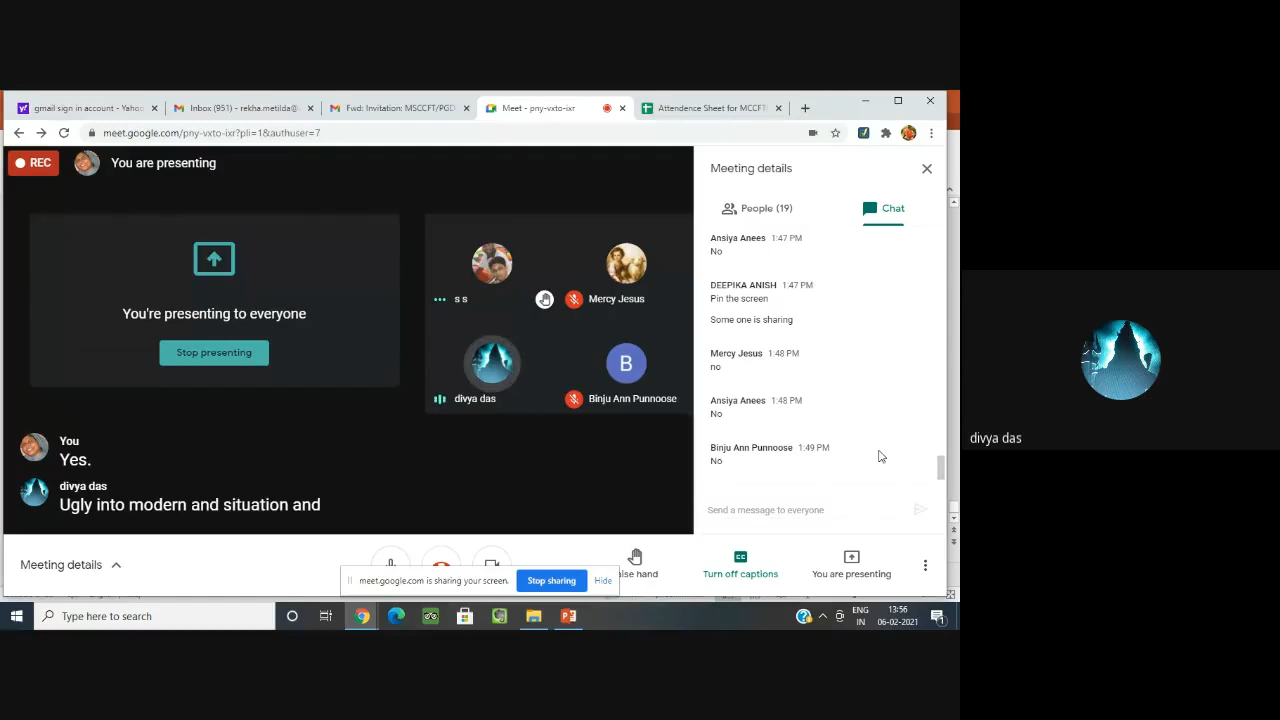 gmail sign in account - Yahoo
Inbox (951) - rekha.metilda@
Fwd: Invitation: MSCCFT/PGD
Meet - pny-vxto-ixr
Attendence Sheet for MCCFT/
meet.google.com/pny-vxto-ixr?pli=1&authuser=7
REC
You are presenting
You're presenting to everyone
Stop presenting
s s
Mercy Jesus
divya das
B
Binju Ann Punnoose
You
Yes.
divya das
Ugly into modern and situation and
Meeting details
People (19)
Chat
Ansiya Anees 1:47 PM
No
DEEPIKA ANISH 1:47 PM
Pin the screen
Some one is sharing
Mercy Jesus 1:48 PM
no
Ansiya Anees 1:48 PM
No
Binju Ann Punnoose 1:49 PM
No
Send a message to everyone
Meeting details
meet.google.com is sharing your screen.
Stop sharing
Hide
aise hand
CC
Turn off captions
You are presenting
Type here to search
ENG
IN
13:56
06-02-2021
1
divya das